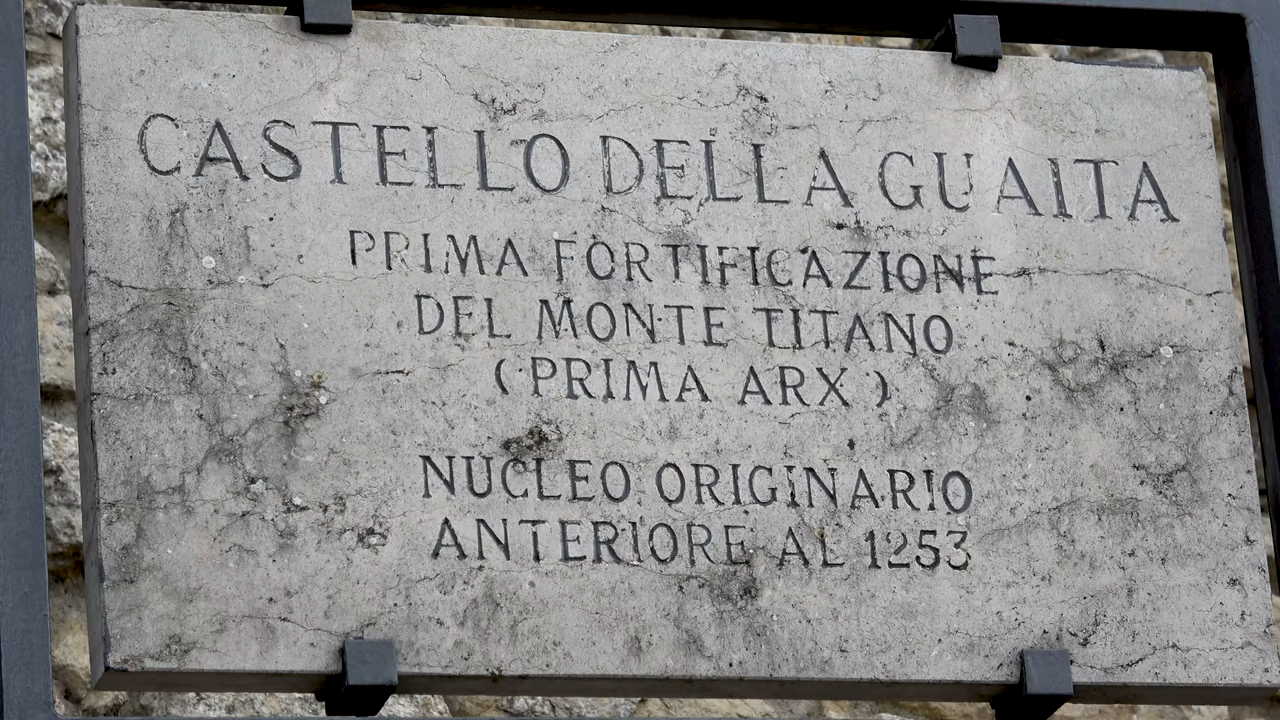 CASTELLO DELLA GUAITA
PRIMA FORTIFICAZIONE
DEL MONTE TITANO
(PRIMA ARX)
NUCLEO ORIGINARIO
ANTERIORE AL 1253